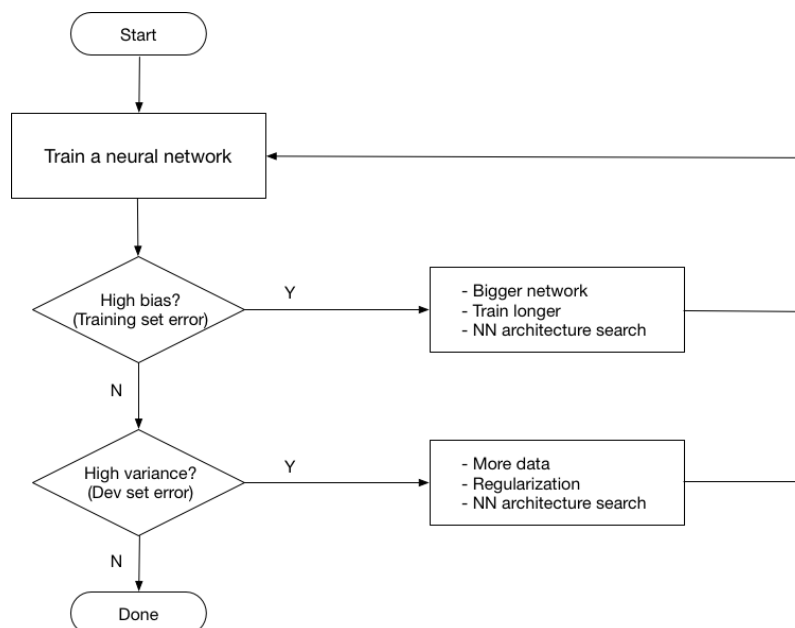 Start
Train a neural network
High bias?
(Training set error)
Y
- Bigger network
- Train longer
- NN architecture search
N
High variance?
(Dev set error)
Y
- More data
- Regularization
- NN architecture search
N
Done